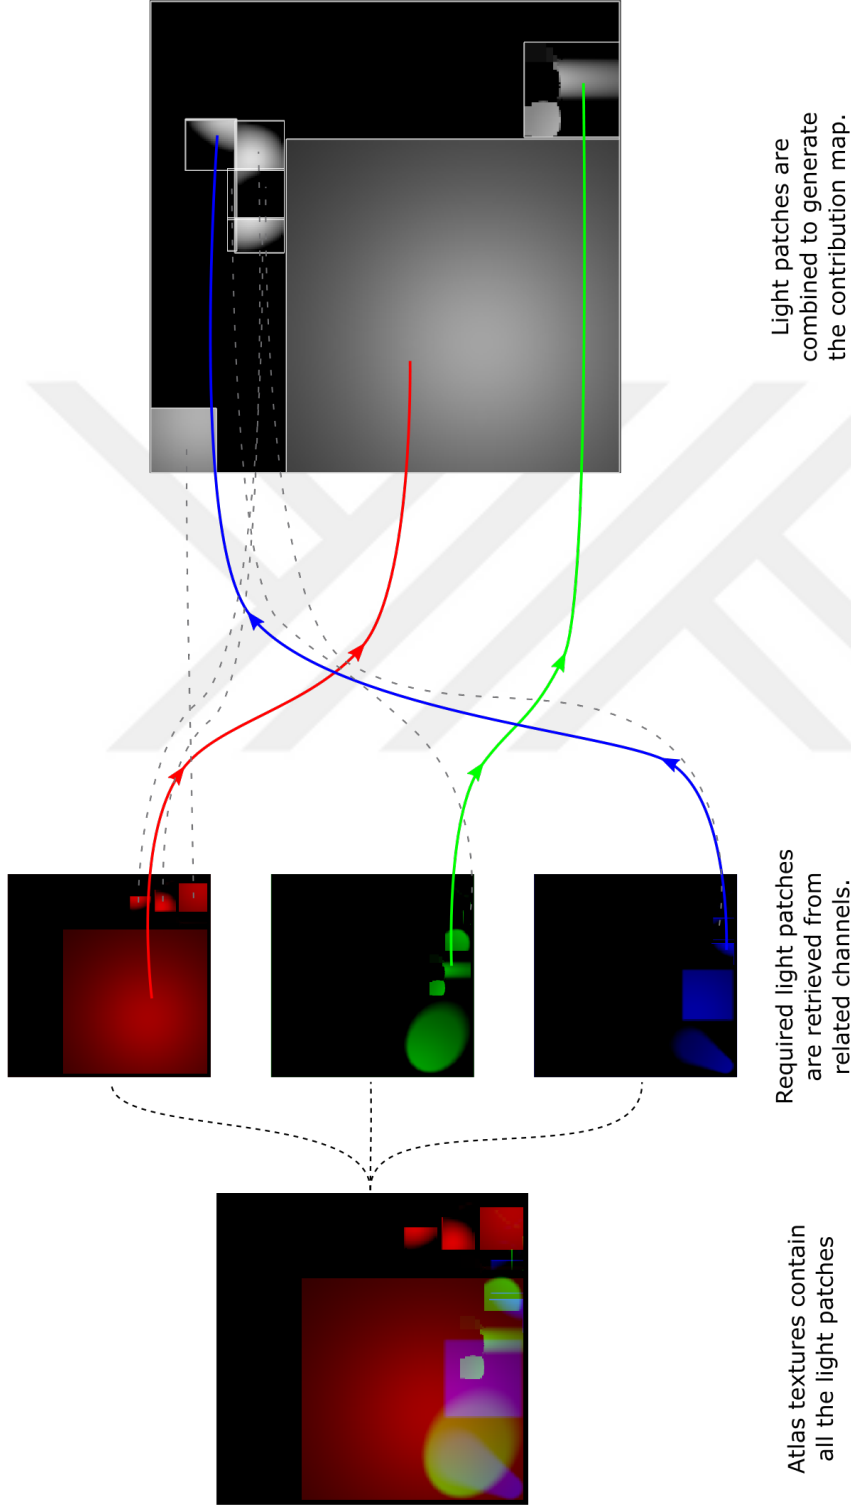 Atlas textures contain
all the light patches
Required light patches
are retrieved from
related channels.
Light patches are
combined to generate
the contribution map.